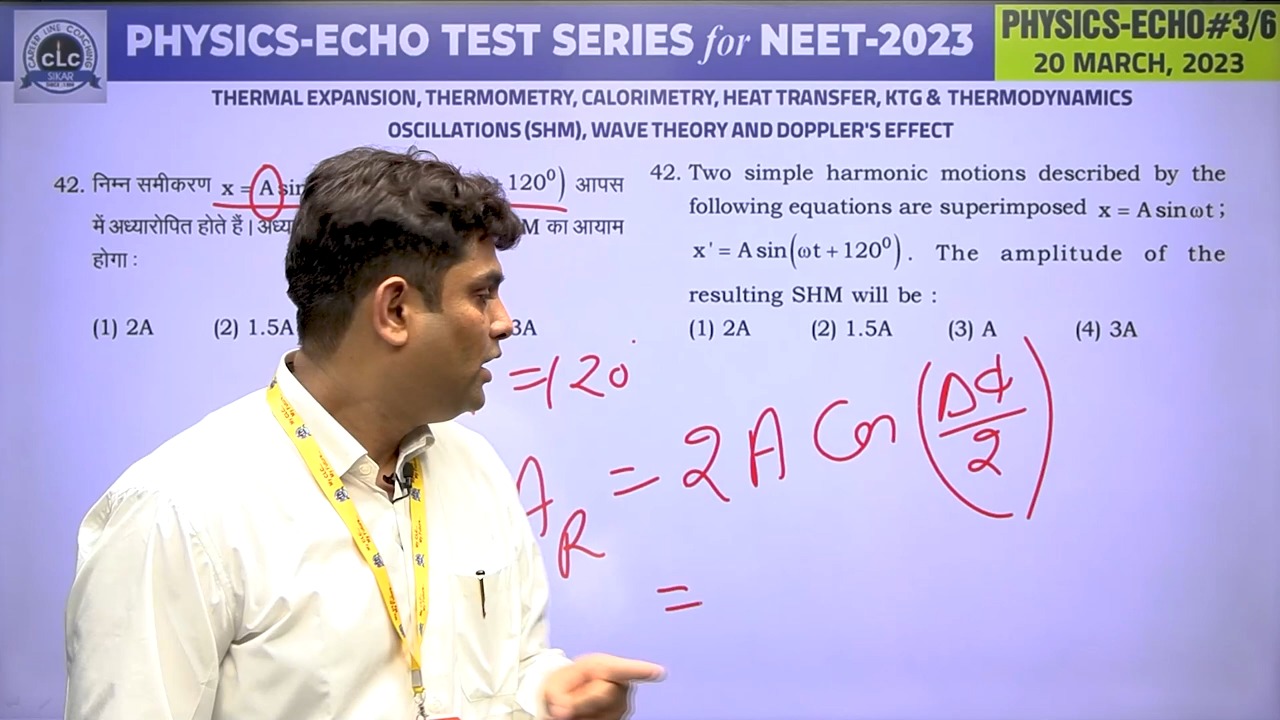 CAREER LINE COACHING
CLC
SIKAR
PHYSICS-ECHO TEST SERIES for NEET-2023
PHYSICS-ECHO#3/6
20 MARCH, 2023
THERMAL EXPANSION, THERMOMETRY, CALORIMETRY, HEAT TRANSFER, KTG & THERMODYNAMICS
OSCILLATIONS (SHM), WAVE THEORY AND DOPPLER'S EFFECT
42. निम्न समीकरण x = A sin 120⁰) आपस
में अध्यारोपित होते हैं। M का आयाम
होगा :
(1) 2A (2) 1.5A 3A
42. Two simple harmonic motions described by the
following equations are superimposed x = A sin ωt ;
x' = A sin(ωt + 120⁰). The amplitude of the
resulting SHM will be :
(1) 2A (2) 1.5A (3) A (4) 3A
= 120°
A_R = 2 A Cos (Δϕ/2)
=